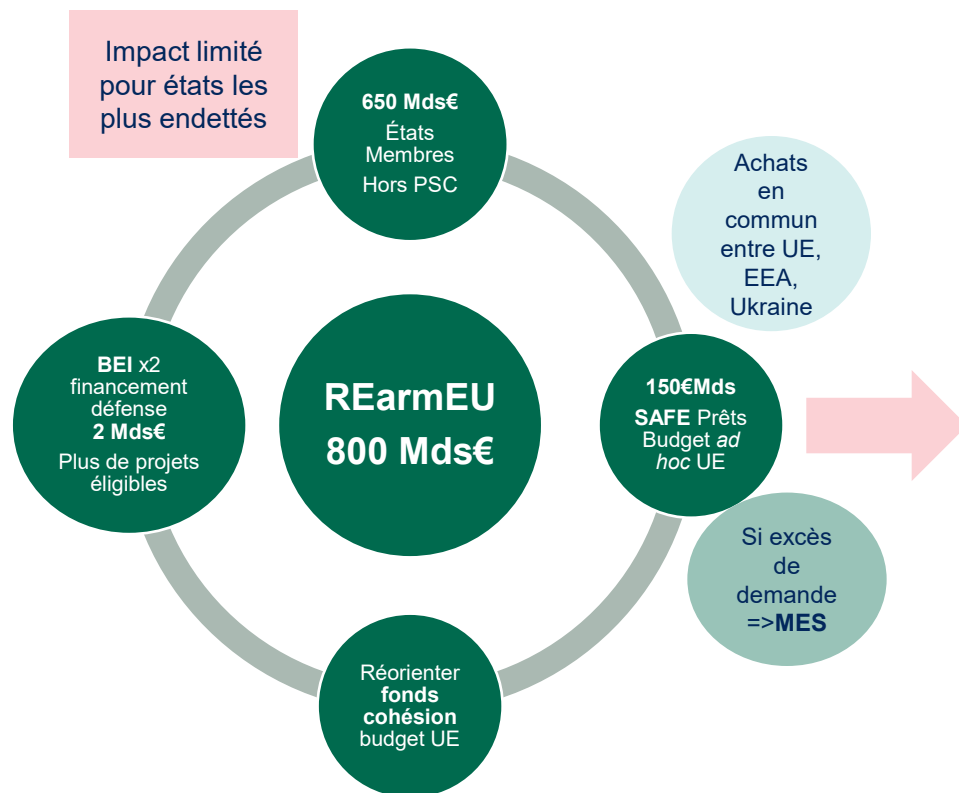 Impact limité
pour états les
plus endettés
650 Mds€
États
Membres
Hors PSC
Achats
en
commun
entre UE,
EEA,
Ukraine
BEI x2
financement
défense
2 Mds€
Plus de projets
éligibles
REarmEU
800 Mds€
150€Mds
SAFE Prêts
Budget ad
hoc UE
Si excès
de
demande
=>MES
Réorienter
fonds
cohésion
budget UE